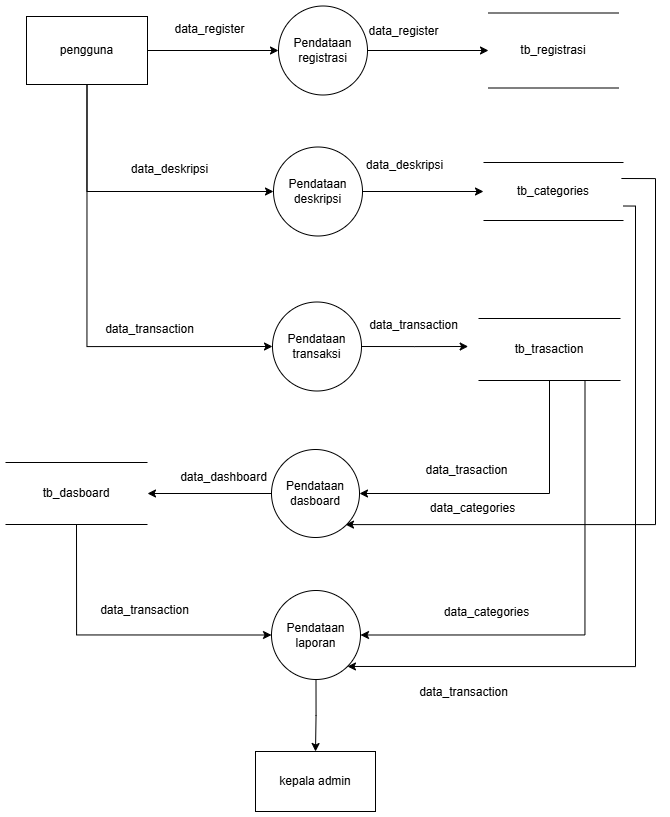 data_register
data_register
pengguna
Pendataan
registrasi
tb_registrasi
data_deskripsi
data_deskripsi
Pendataan
deskripsi
tb_categories
data_transaction
data_transaction
Pendataan
transaksi
tb_trasaction
data_dashboard
data_trasaction
tb_dasboard
Pendataan
dasboard
data_categories
data_transaction
data_categories
Pendataan
laporan
data_transaction
kepala admin